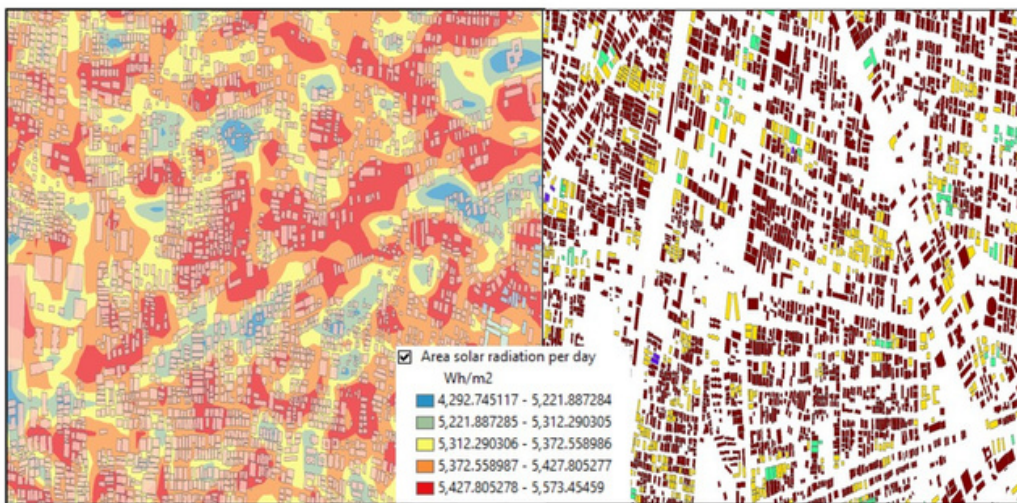 Area solar radiation per day
Wh/m2
4,292.745117 - 5,221.887284
5,221.887285 - 5,312.290305
5,312.290306 - 5,372.558986
5,372.558987 - 5,427.805277
5,427.805278 - 5,573.45459